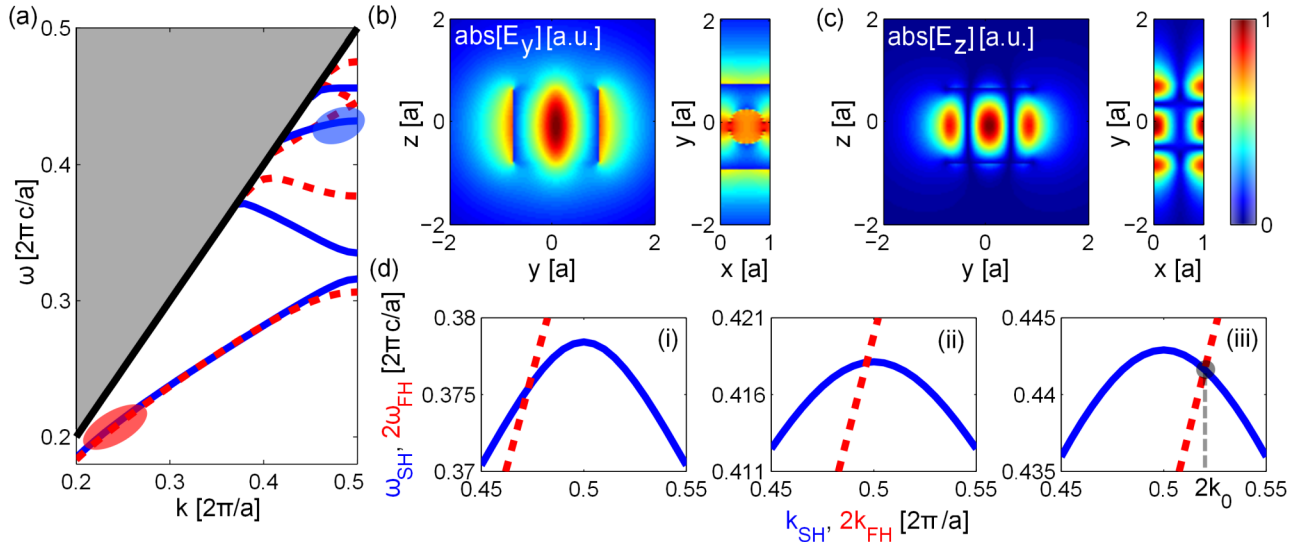 (a)
0.5
0.4
0.3
0.2
ω [2πc/a]
0.2 0.3 0.4 0.5
k [2π/a]
(b)
abs[E_y] [a.u.]
2
0
-2
z [a]
-2 0 2
y [a]
2
0
-2
y [a]
0 1
x [a]
(c)
abs[E_z] [a.u.]
2
0
-2
z [a]
-2 0 2
y [a]
2
0
-2
y [a]
0 1
x [a]
1
0
(d)
ω_SH, 2ω_FH [2πc/a]
(i)
0.38
0.375
0.37
0.45 0.5 0.55
(ii)
0.421
0.416
0.411
0.45 0.5 0.55
(iii)
0.445
0.44
0.435
0.45 0.5 0.55
2k_0
k_SH, 2k_FH [2π/a]